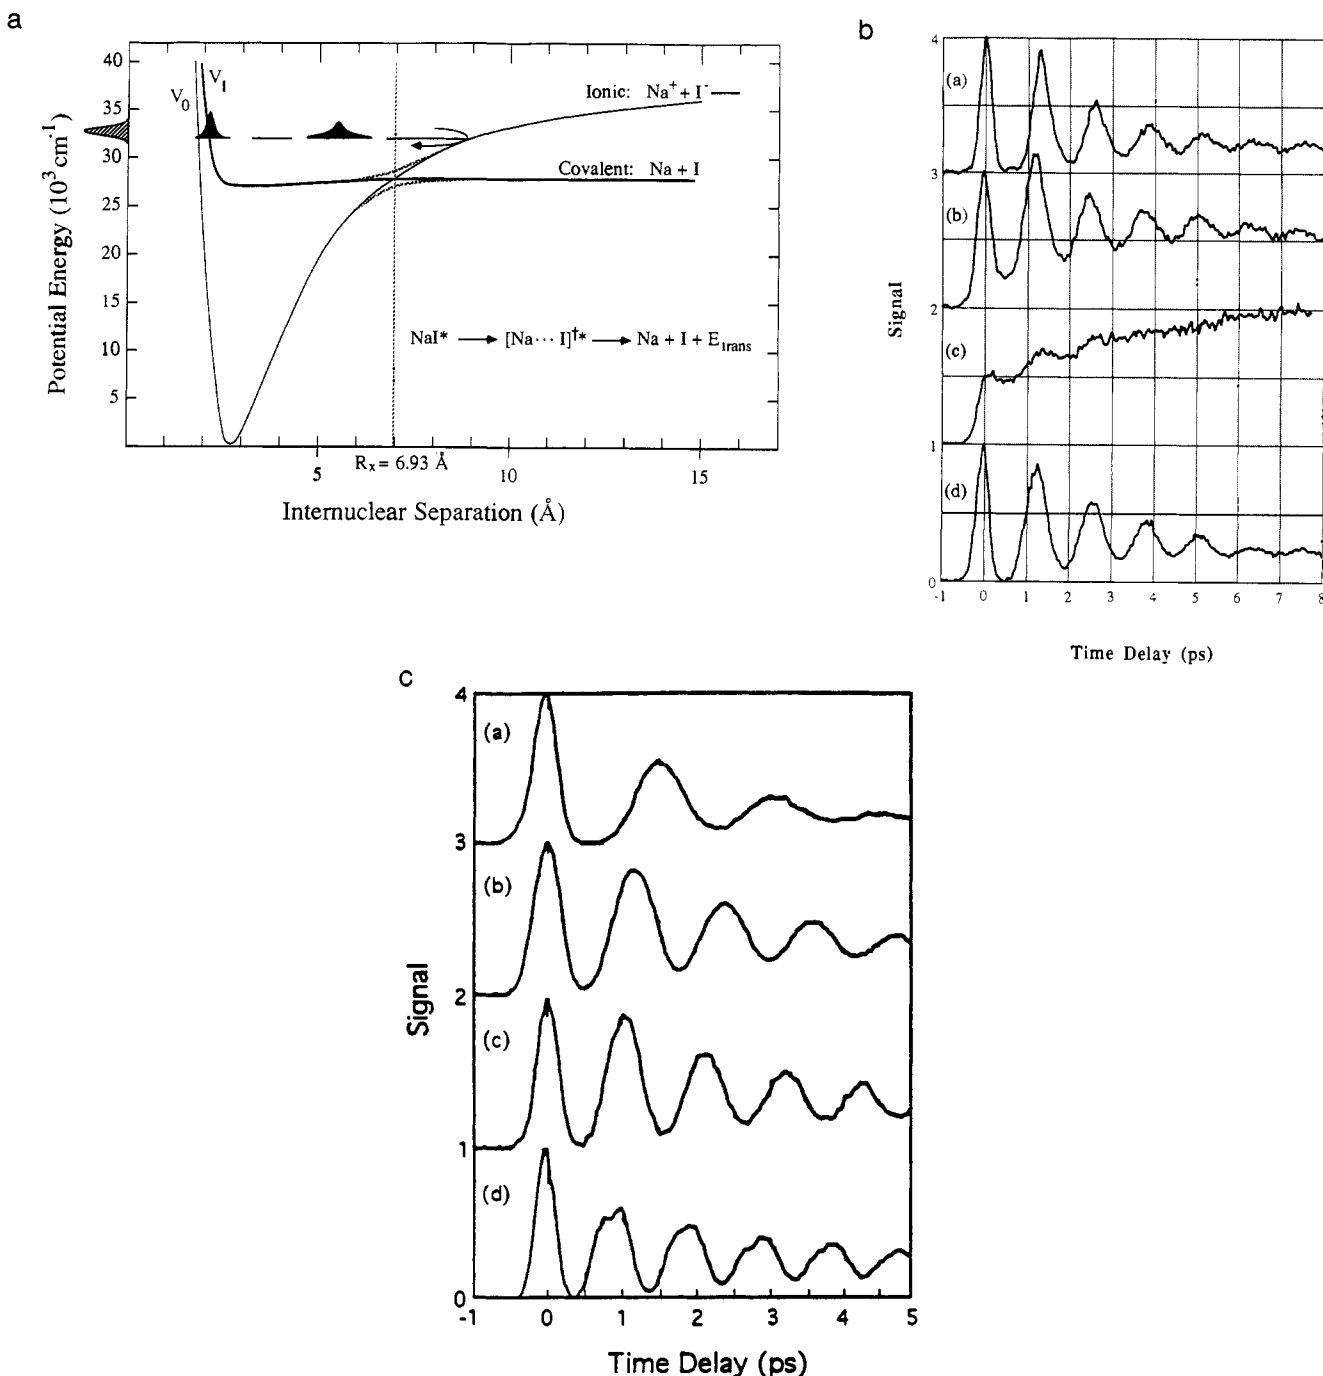 a
40
35
30
25
20
15
10
5
Potential Energy (10³cm⁻¹)
V₀
V₁
Ionic: Na⁺ + I⁻
Covalent: Na + I
NaI* → [Na···I]†* → Na + I + Etrans
Rₓ = 6.93 Å
5
10
15
Internuclear Separation (Å)
b
4
(a)
3
(b)
2
(c)
1
(d)
0
Signal
-1 0 1 2 3 4 5 6 7 8
Time Delay (ps)
c
4
(a)
3
(b)
2
(c)
1
(d)
0
Signal
-1 0 1 2 3 4 5
Time Delay (ps)